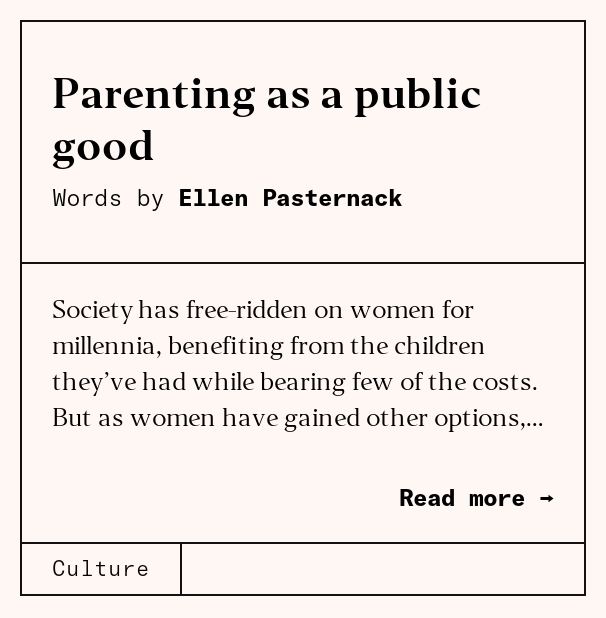 Parenting as a public
good
Words by Ellen Pasternack
Society has free-ridden on women for
millennia, benefiting from the children
they’ve had while bearing few of the costs.
But as women have gained other options,...
Read more →
Culture